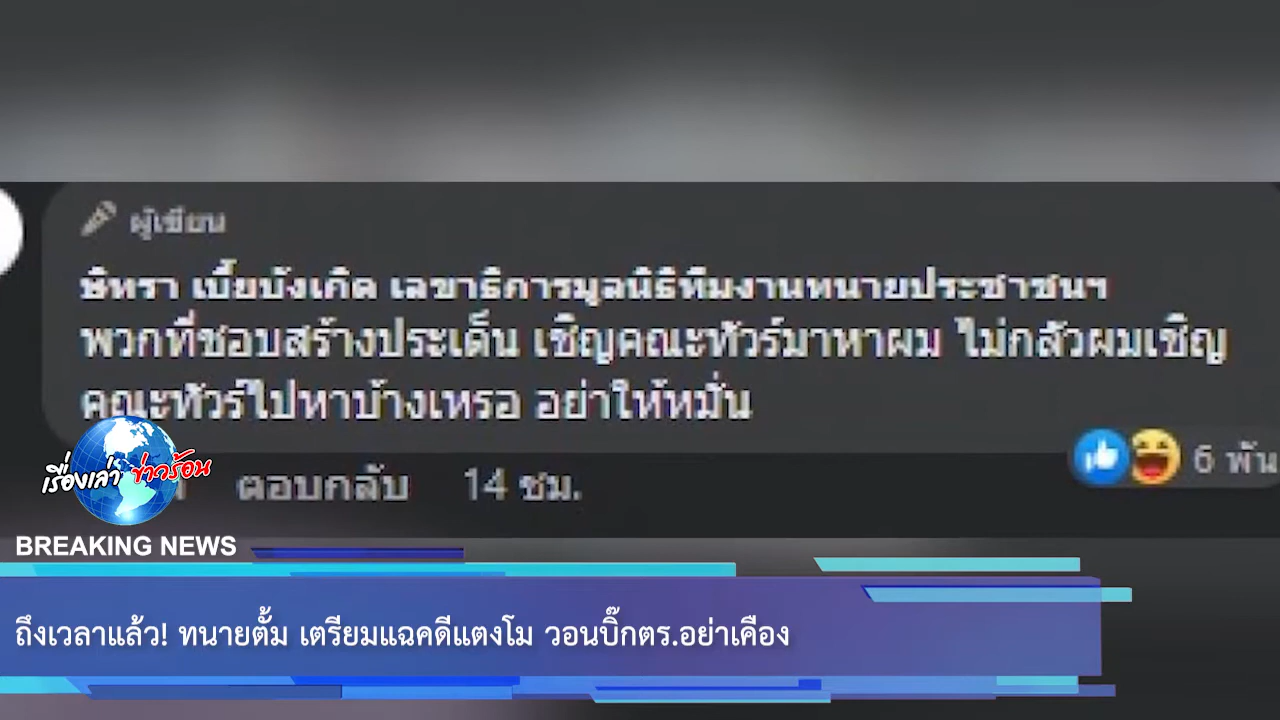 ผู้เขียน
ษิทรา เบี้ยบังเกิด เลขาธิการมูลนิธิทีมงานทนายประชาชนฯ
พวกที่ชอบสร้างประเด็น เชิญคณะทัวร์มาหาผม ไม่กลัวผมเชิญ
คณะทัวร์ไปหาบ้างเหรอ อย่าให้หมั่น
6 พัน
ตอบกลับ 14 ชม.
เรื่องเล่า ข่าวร้อน
BREAKING NEWS
ถึงเวลาแล้ว! ทนายตั้ม เตรียมแฉคดีแตงโม วอนบิ๊กตร.อย่าเคือง